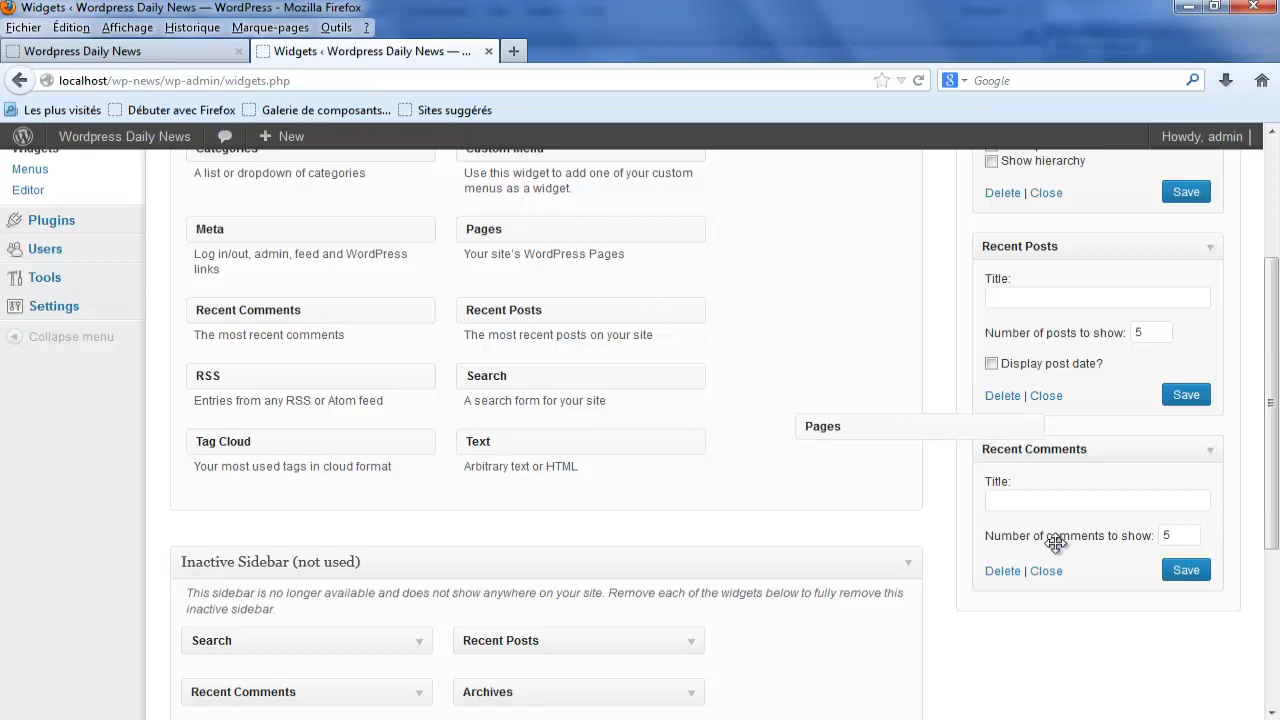 Widgets ‹ Wordpress Daily News — WordPress - Mozilla Firefox
Fichier Édition Affichage Historique Marque-pages Outils ?
Wordpress Daily News
Widgets ‹ Wordpress Daily News — ...
localhost/wp-news/wp-admin/widgets.php
Google
Les plus visités Débuter avec Firefox Galerie de composants... Sites suggérés
Wordpress Daily News
New
Howdy, admin
Widgets
Menus
Editor
Plugins
Users
Tools
Settings
Collapse menu
Categories
A list or dropdown of categories
Custom Menu
Use this widget to add one of your custom
menus as a widget.
Meta
Log in/out, admin, feed and WordPress
links
Pages
Your site's WordPress Pages
Recent Comments
The most recent comments
Recent Posts
The most recent posts on your site
RSS
Entries from any RSS or Atom feed
Search
A search form for your site
Tag Cloud
Your most used tags in cloud format
Text
Arbitrary text or HTML
Inactive Sidebar (not used)
This sidebar is no longer available and does not show anywhere on your site. Remove each of the widgets below to fully remove this
inactive sidebar.
Search
Recent Posts
Recent Comments
Archives
Show hierarchy
Delete | Close
Save
Recent Posts
Title:
Number of posts to show: 5
Display post date?
Delete | Close
Save
Pages
Recent Comments
Title:
Number of comments to show: 5
Delete | Close
Save